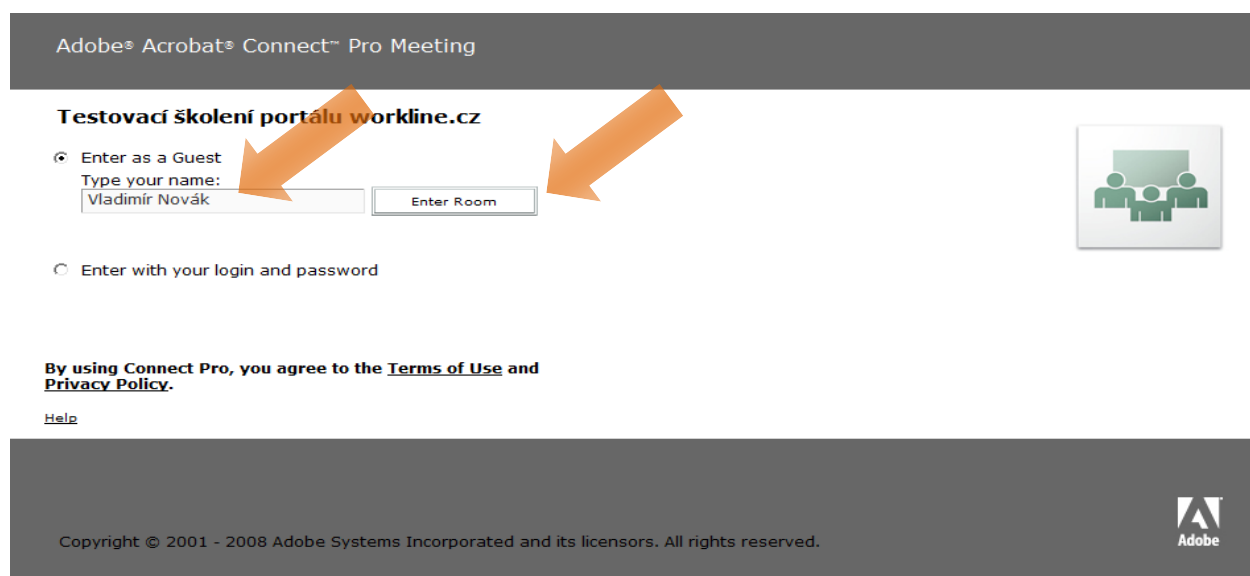 Adobe® Acrobat® Connect™ Pro Meeting
Testovací školení portálu workline.cz
Enter as a Guest
Type your name:
Vladimír Novák
Enter Room
Enter with your login and password
By using Connect Pro, you agree to the Terms of Use and
Privacy Policy.
Help
Copyright © 2001 - 2008 Adobe Systems Incorporated and its licensors. All rights reserved.
Adobe